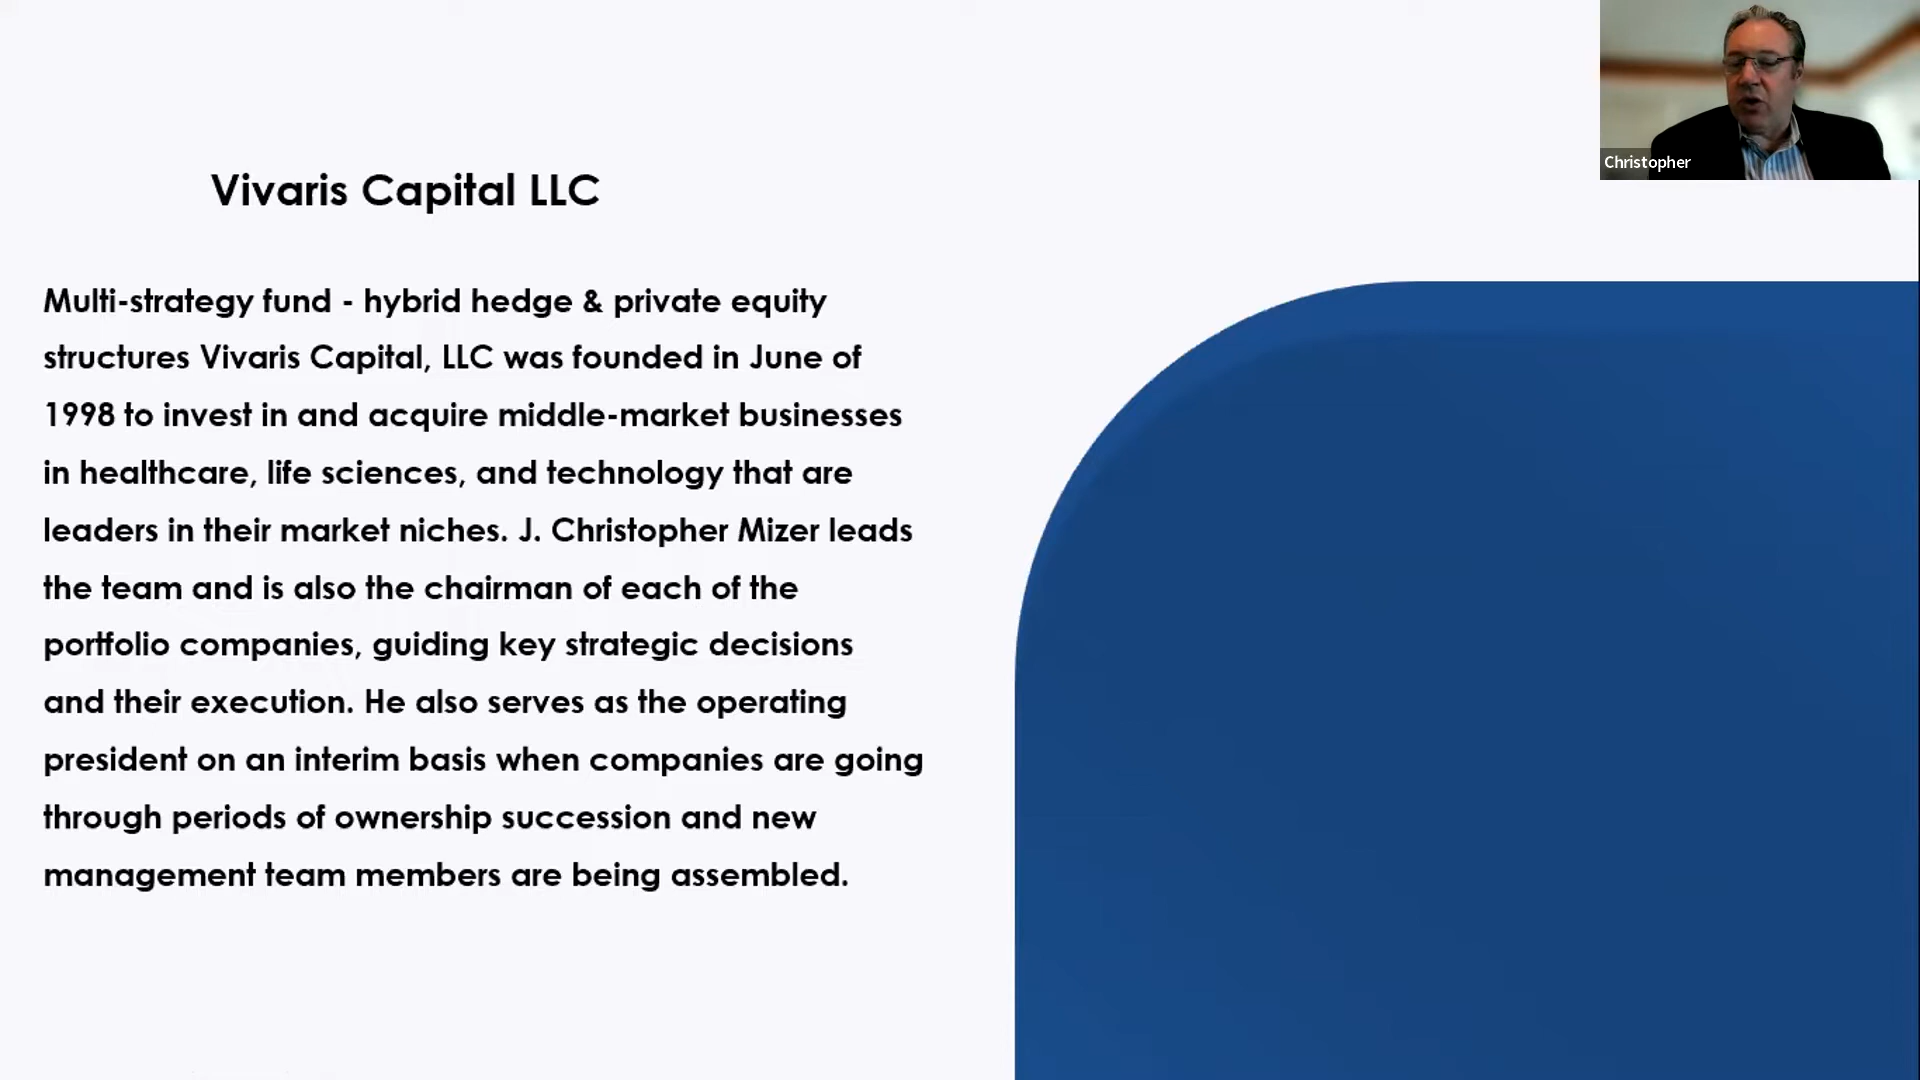 Christopher
Vivaris Capital LLC
Multi-strategy fund - hybrid hedge & private equity
structures Vivaris Capital, LLC was founded in June of
1998 to invest in and acquire middle-market businesses
in healthcare, life sciences, and technology that are
leaders in their market niches. J. Christopher Mizer leads
the team and is also the chairman of each of the
portfolio companies, guiding key strategic decisions
and their execution. He also serves as the operating
president on an interim basis when companies are going
through periods of ownership succession and new
management team members are being assembled.